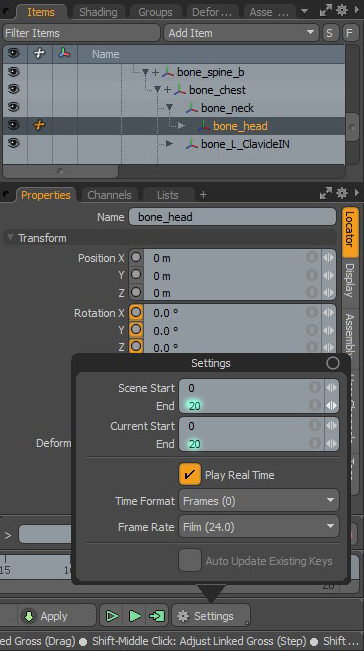 Items Shading Groups Defor... Asse ...
Filter Items Add Item S F
Name
bone_spine_b
bone_chest
bone_neck
bone_head
bone_L_ClavicleIN
Properties Channels Lists +
Name bone_head
Transform Locator
Position X 0 m
Y 0 m
Z 0 m Display
Rotation X 0.0 °
Y 0.0 °
Z 0.0 °
Settings
Scene Start 0
End 20
Current Start 0
Deform End 20
Play Real Time
Time Format Frames (0)
Frame Rate Film (24.0)
> Auto Update Existing Keys
15 20
Apply Settings
ed Gross (Drag) ● Shift-Middle Click: Adjust Linked Gross (Step) ● Shift ...